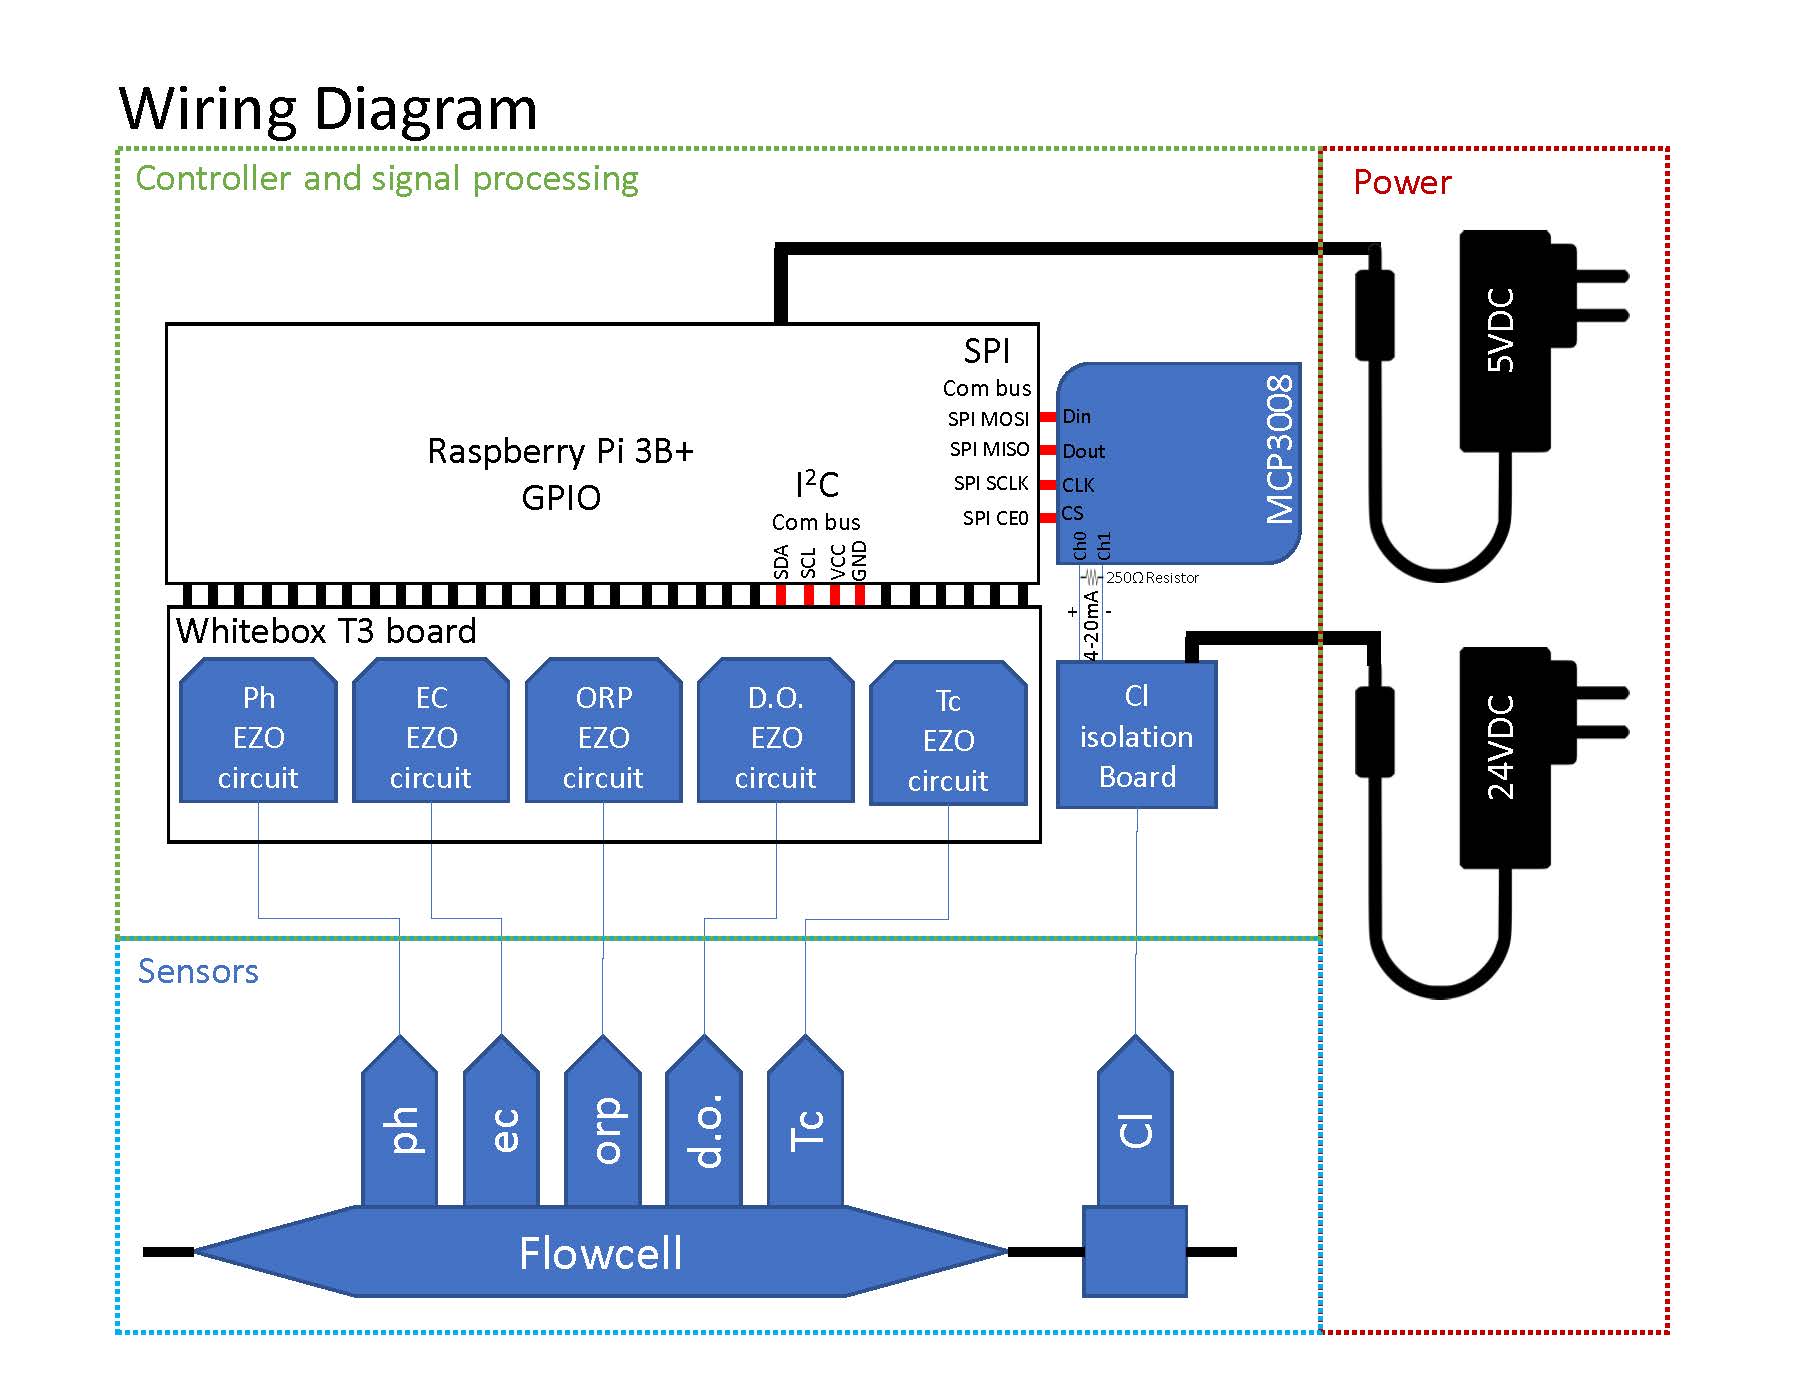 Wiring Diagram
Controller and signal processing
Power
5VDC
SPI
Com bus
SPI MOSI
SPI MISO
SPI SCLK
SPI CE0
Din
Dout
CLK
CS
MCP3008
Ch0
Ch1
Raspberry Pi 3B+
GPIO
I²C
Com bus
SDA
SCL
VCC
GND
250Ω Resistor
+
4-20mA
-
Whitebox T3 board
Ph
EZO
circuit
EC
EZO
circuit
ORP
EZO
circuit
D.O.
EZO
circuit
Tc
EZO
circuit
Cl
isolation
Board
24VDC
Sensors
ph
ec
orp
d.o.
Tc
Cl
Flowcell